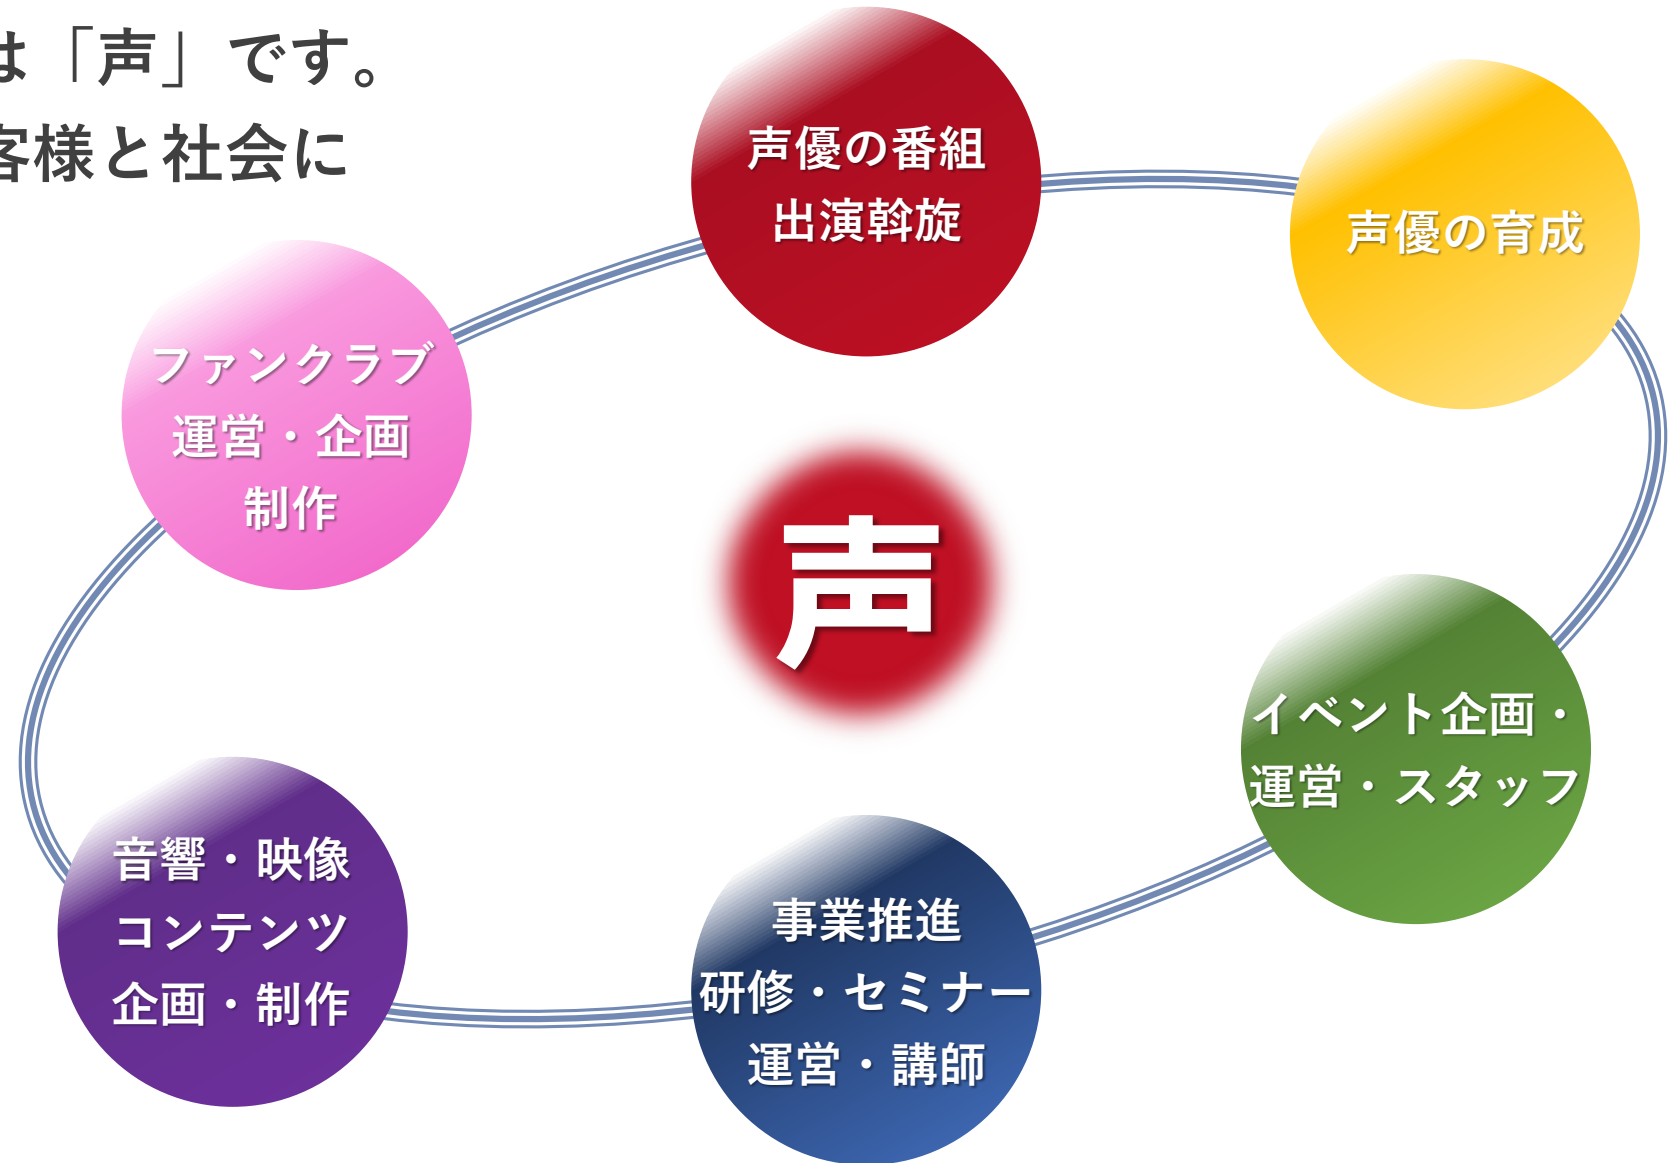 は「声」です。
客様と社会に
声優の番組
出演斡旋
声優の育成
ファンクラブ
運営・企画
制作
声
イベント企画・
運営・スタッフ
音響・映像
コンテンツ
企画・制作
事業推進
研修・セミナー
運営・講師